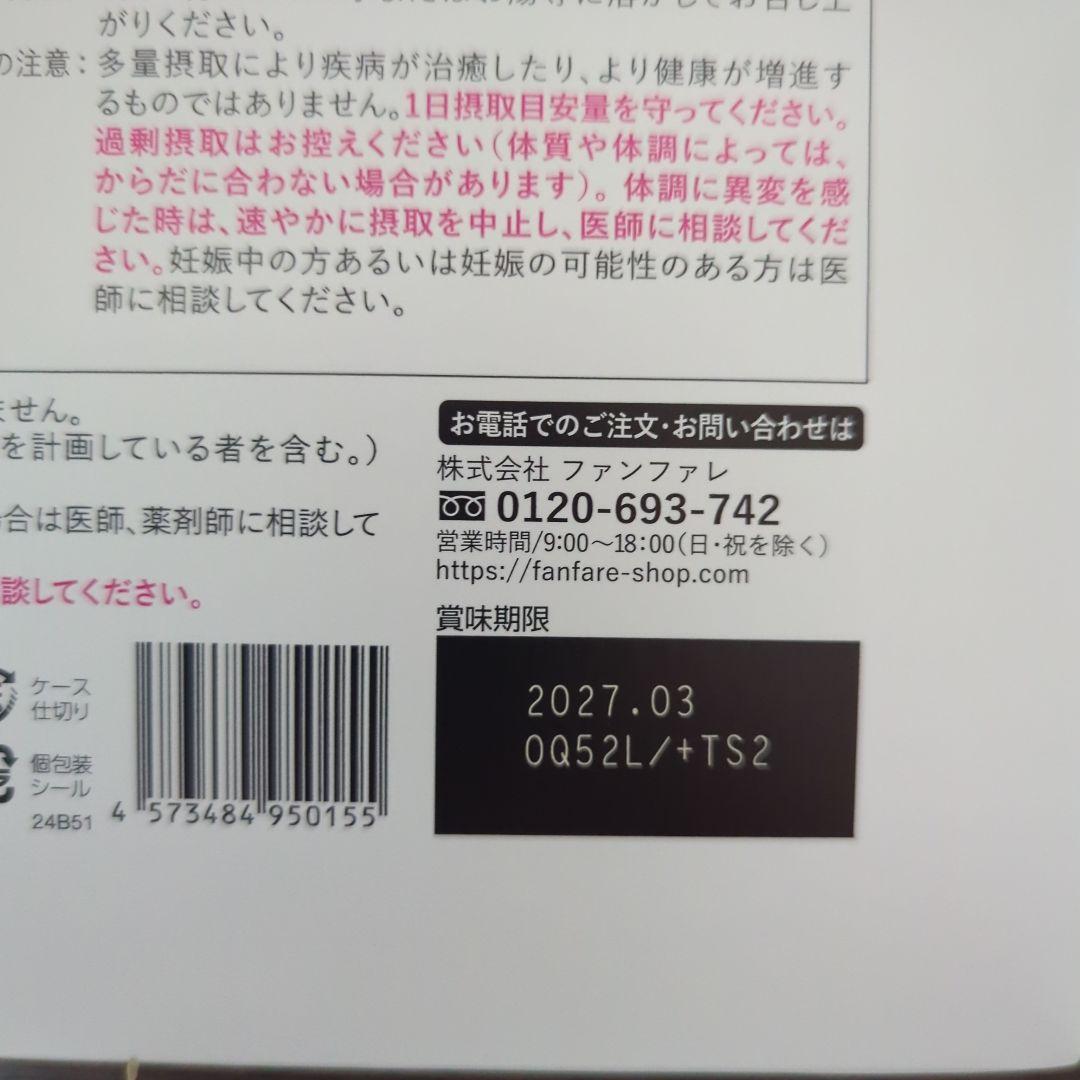 がりください。
の注意：多量摂取により疾病が治癒したり、より健康が増進す
るものではありません。1日摂取目安量を守ってください。
過剰摂取はお控えください（体質や体調によっては、
からだに合わない場合があります）。体調に異変を感
じた時は、速やかに摂取を中止し、医師に相談してくだ
さい。妊娠中の方あるいは妊娠の可能性のある方は医
師に相談してください。
ません。
を計画している者を含む。）
場合は医師、薬剤師に相談して
談してください。
お電話でのご注文・お問い合わせは
株式会社 ファンファレ
0120-693-742
営業時間/9:00〜18:00（日・祝を除く）
https://fanfare-shop.com
賞味期限
2027.03
0Q52L/+TS2
ケース
仕切り
個包装
シール
24B51
4 573484 950155